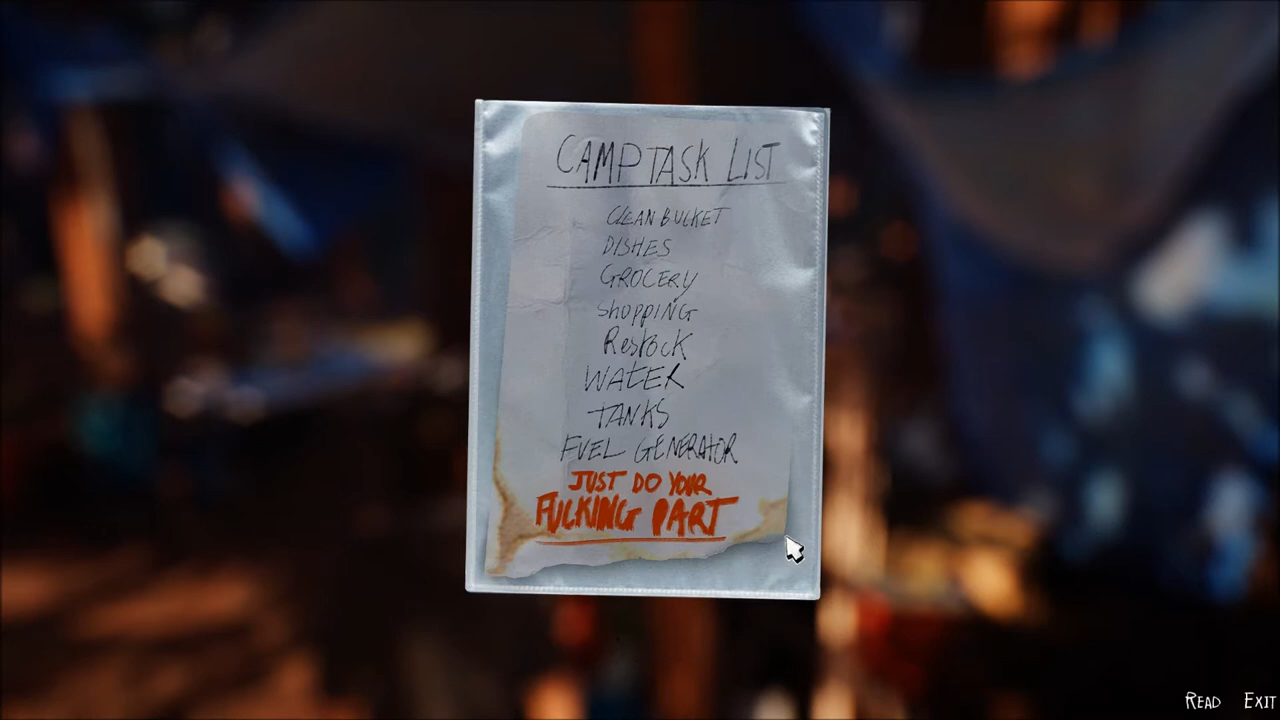 CAMP TASK LIST
CLEAN BUCKET
DISHES
GROCERY
SHOPPING
RESTOCK
WATER
TANKS
FUEL GENERATOR
JUST DO YOUR
FUCKING PART
READ EXIT